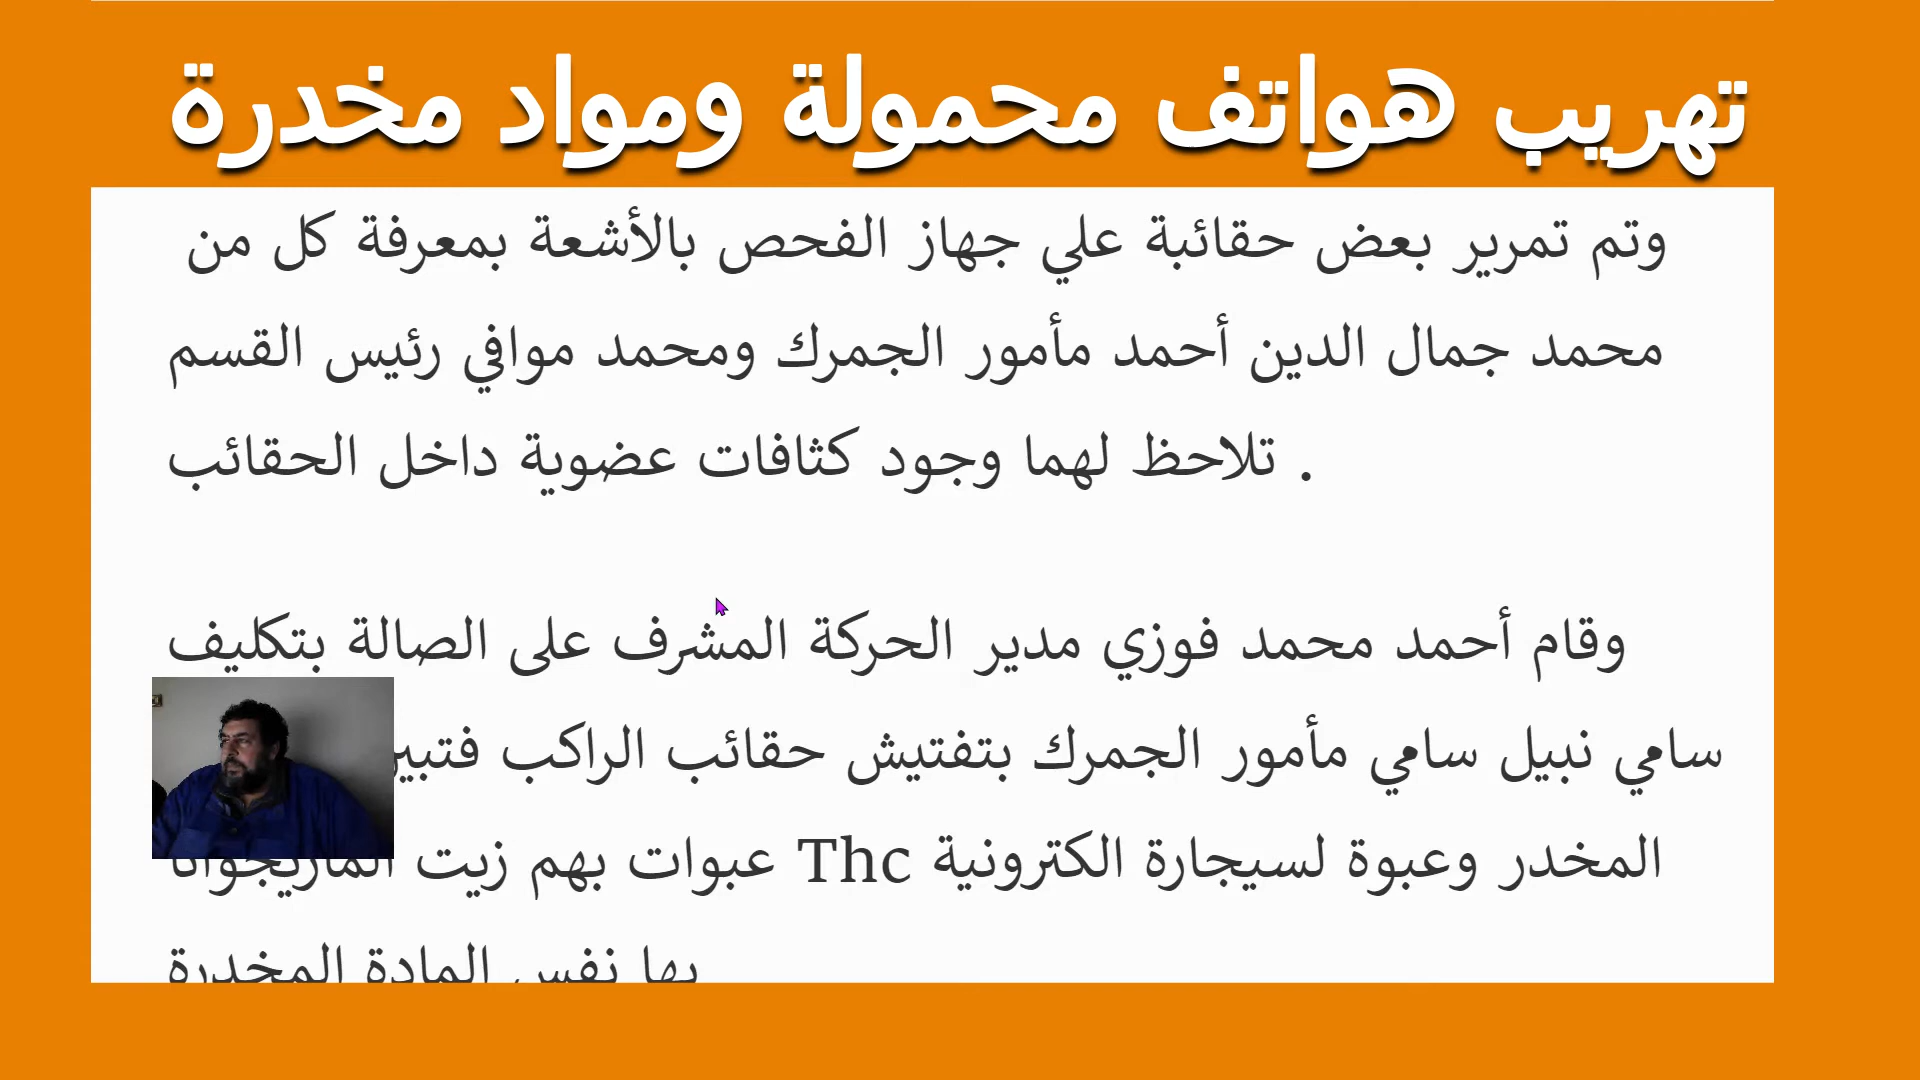 تهريب هواتف محمولة ومواد مخدرة
وتم تمرير بعض حقائبة علي جهاز الفحص بالأشعة بمعرفة كل من
محمد جمال الدين أحمد مأمور الجمرك ومحمد موافي رئيس القسم
. تلاحظ لهما وجود كثافات عضوية داخل الحقائب
وقام أحمد محمد فوزي مدير الحركة المشرف على الصالة بتكليف
سامي نبيل سامي مأمور الجمرك بتفتيش حقائب الراكب
المخدر وعبوة لسيجارة الكترونية Thc عبوات بهم زيت الماريجوانا
بها نفس المادة المخدرة